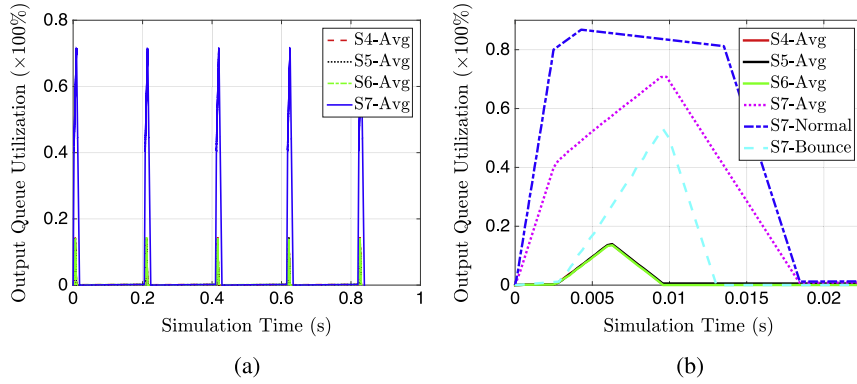 Output Queue Utilization (×100%)
0.8
0.6
0.4
0.2
0
0
0.2
0.4
0.6
0.8
1
Simulation Time (s)
S4-Avg
S5-Avg
S6-Avg
S7-Avg
(a)
Output Queue Utilization (×100%)
0.8
0.6
0.4
0.2
0
0
0.005
0.01
0.015
0.02
Simulation Time (s)
S4-Avg
S5-Avg
S6-Avg
S7-Avg
S7-Normal
S7-Bounce
(b)